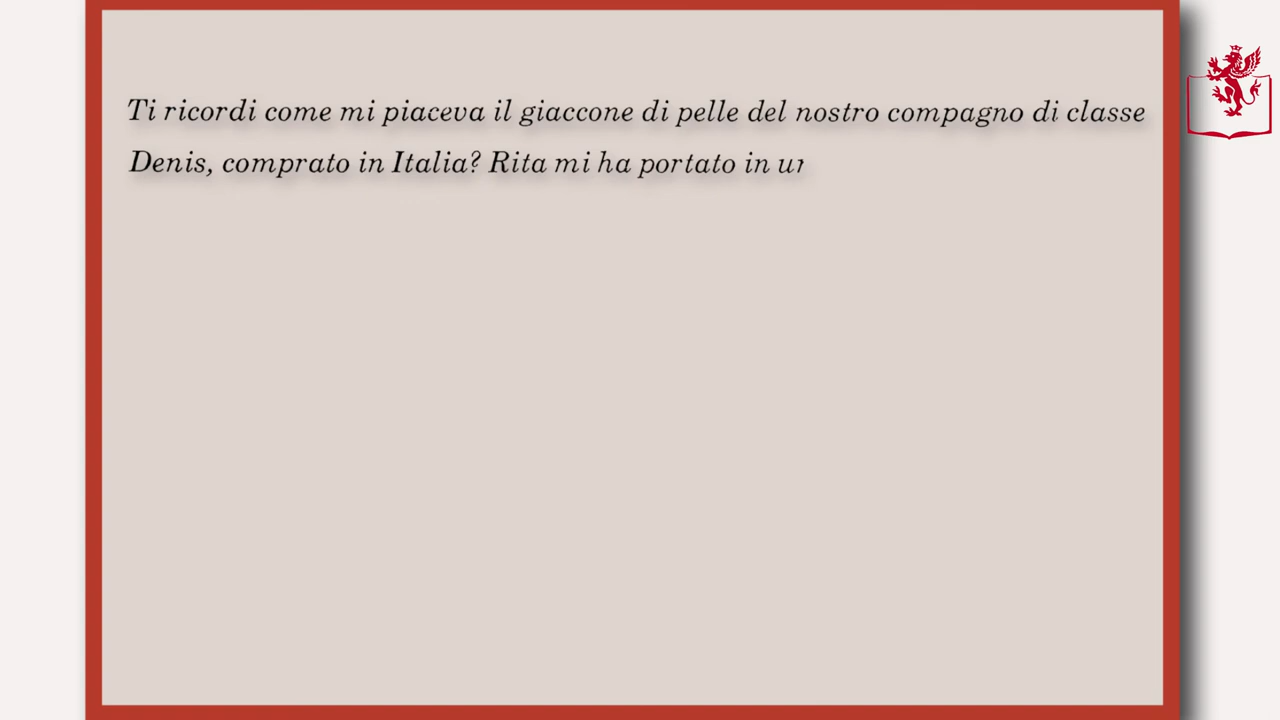 Ti ricordi come mi piaceva il giaccone di pelle del nostro compagno di classe
Denis, comprato in Italia? Rita mi ha portato in